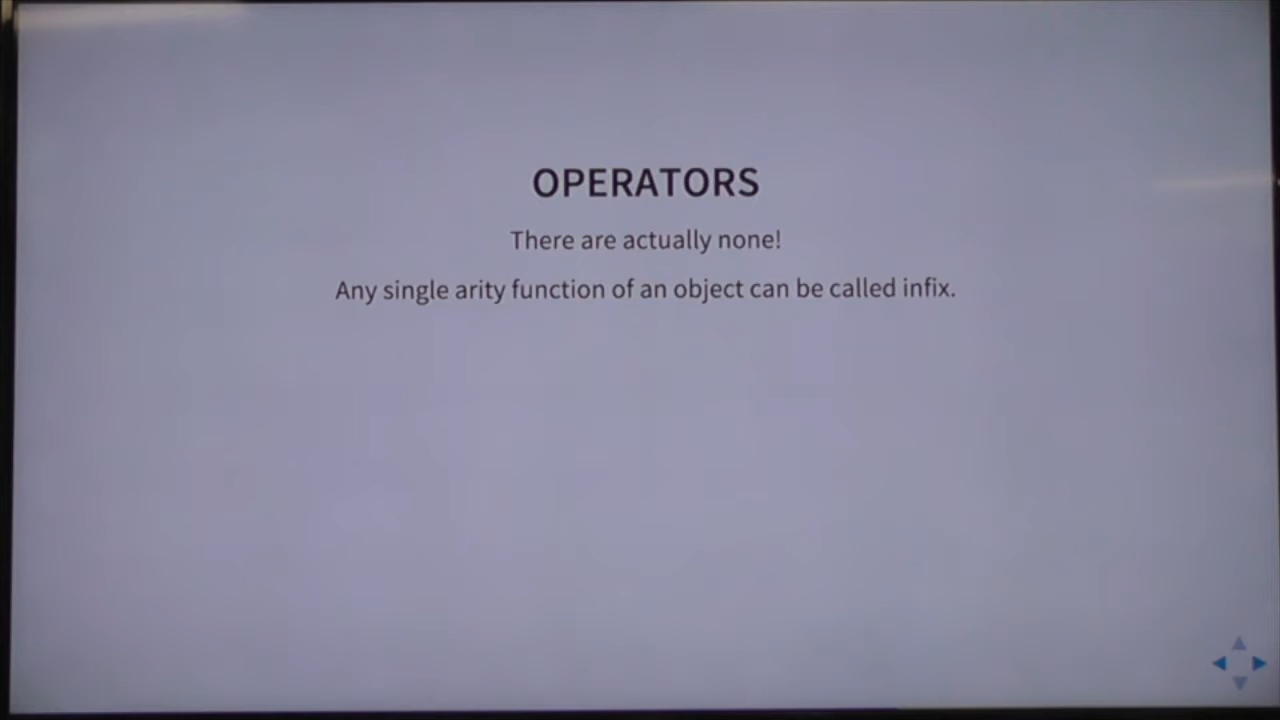 OPERATORS
There are actually none!
Any single arity function of an object can be called infix.